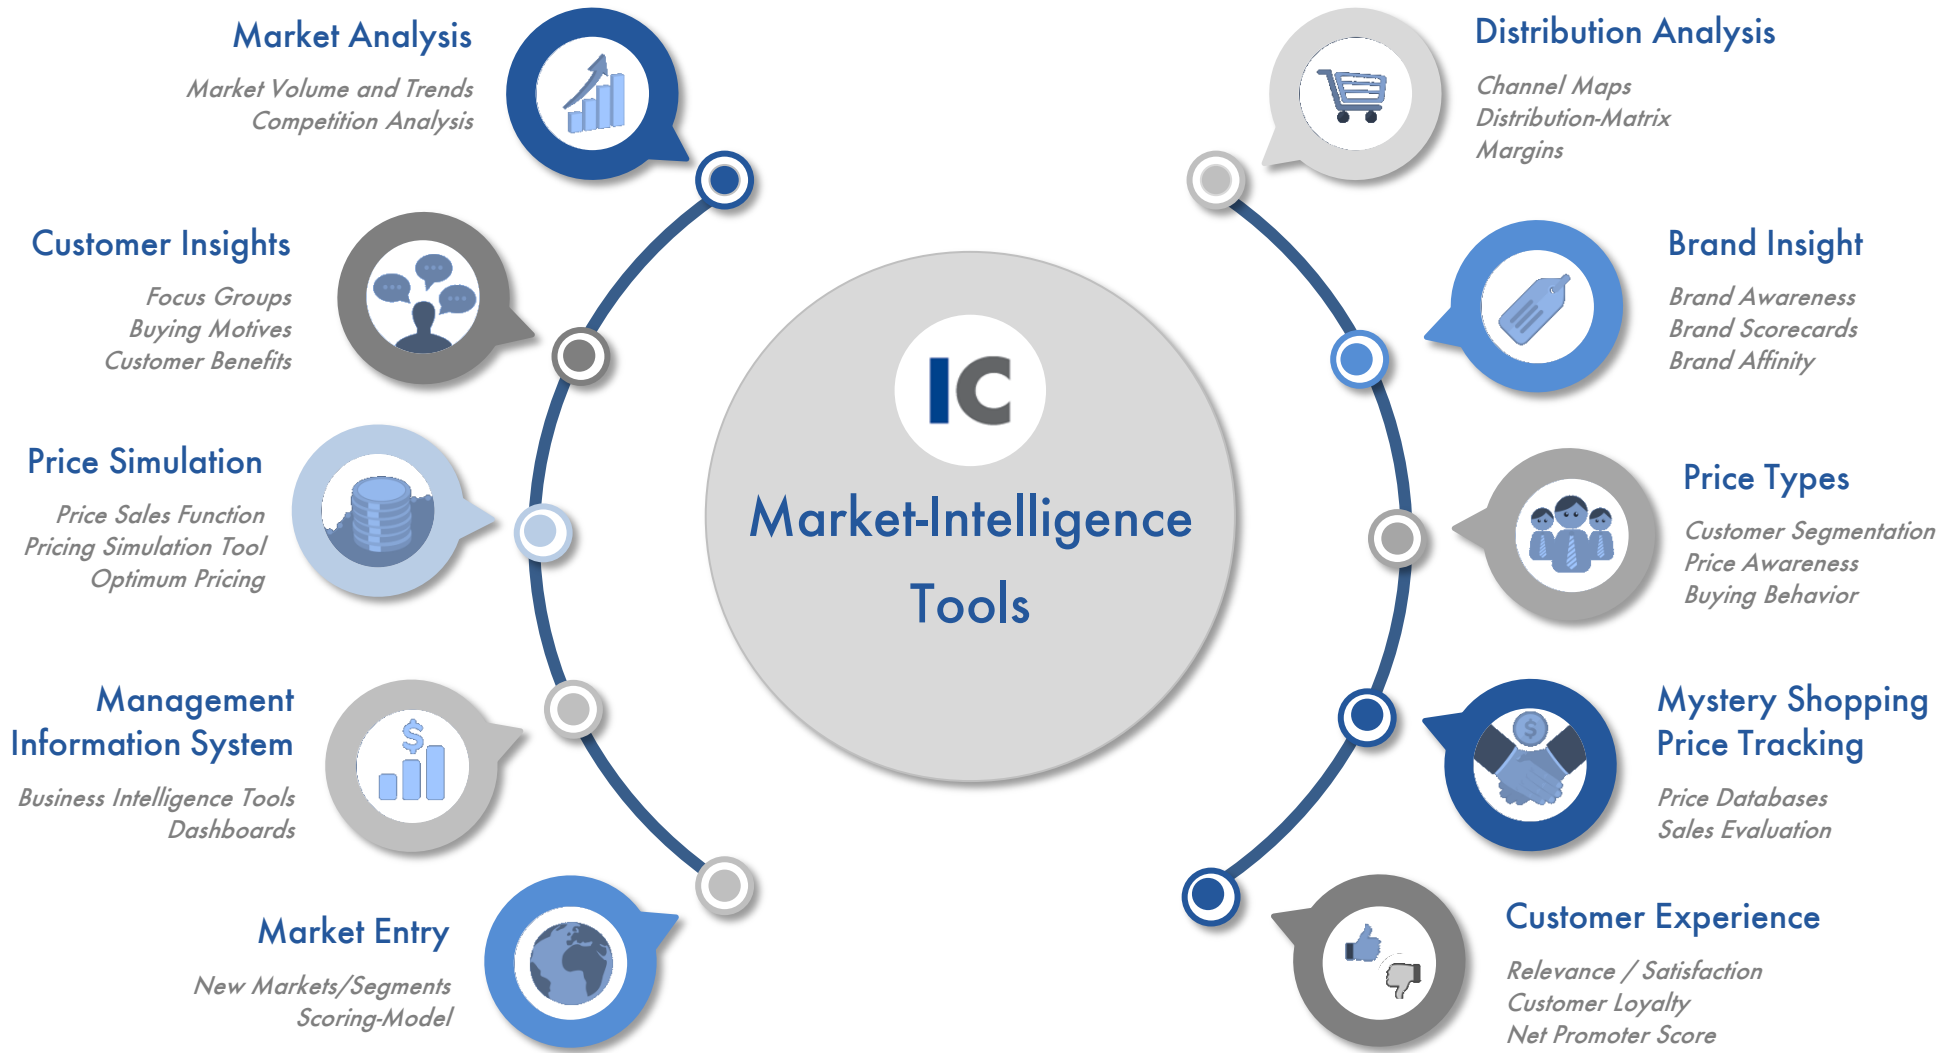 Market Analysis
Market Volume and Trends
Competition Analysis
Customer Insights
Focus Groups
Buying Motives
Customer Benefits
Price Simulation
Price Sales Function
Pricing Simulation Tool
Optimum Pricing
Management
Information System
Business Intelligence Tools
Dashboards
$
Market Entry
New Markets/Segments
Scoring-Model
IC
Market-Intelligence
Tools
Distribution Analysis
Channel Maps
Distribution-Matrix
Margins
Brand Insight
Brand Awareness
Brand Scorecards
Brand Affinity
Price Types
Customer Segmentation
Price Awareness
Buying Behavior
Mystery Shopping
Price Tracking
Price Databases
Sales Evaluation
$
Customer Experience
Relevance / Satisfaction
Customer Loyalty
Net Promoter Score